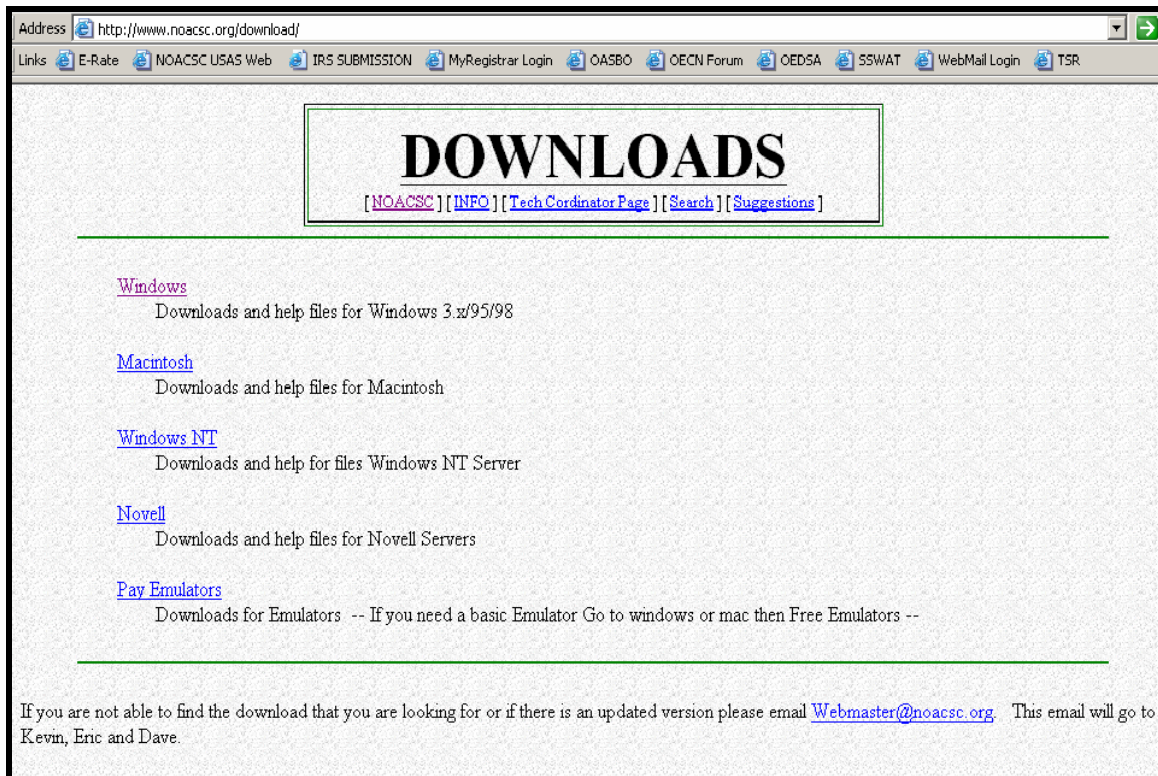 Address http://www.noacsc.org/download/
Links E-Rate NOACSC USAS Web IRS SUBMISSION MyRegistrar Login OASBO OECN Forum OEDSA SSWAT WebMail Login TSR
DOWNLOADS
[ NOACSC ] [ INFO ] [ Tech Cordinator Page ] [ Search ] [ Suggestions ]
Windows
Downloads and help files for Windows 3.x/95/98
Macintosh
Downloads and help files for Macintosh
Windows NT
Downloads and help for files Windows NT Server
Novell
Downloads and help files for Novell Servers
Pay Emulators
Downloads for Emulators -- If you need a basic Emulator Go to windows or mac then Free Emulators --
If you are not able to find the download that you are looking for or if there is an updated version please email Webmaster@noacsc.org. This email will go to
Kevin, Eric and Dave.